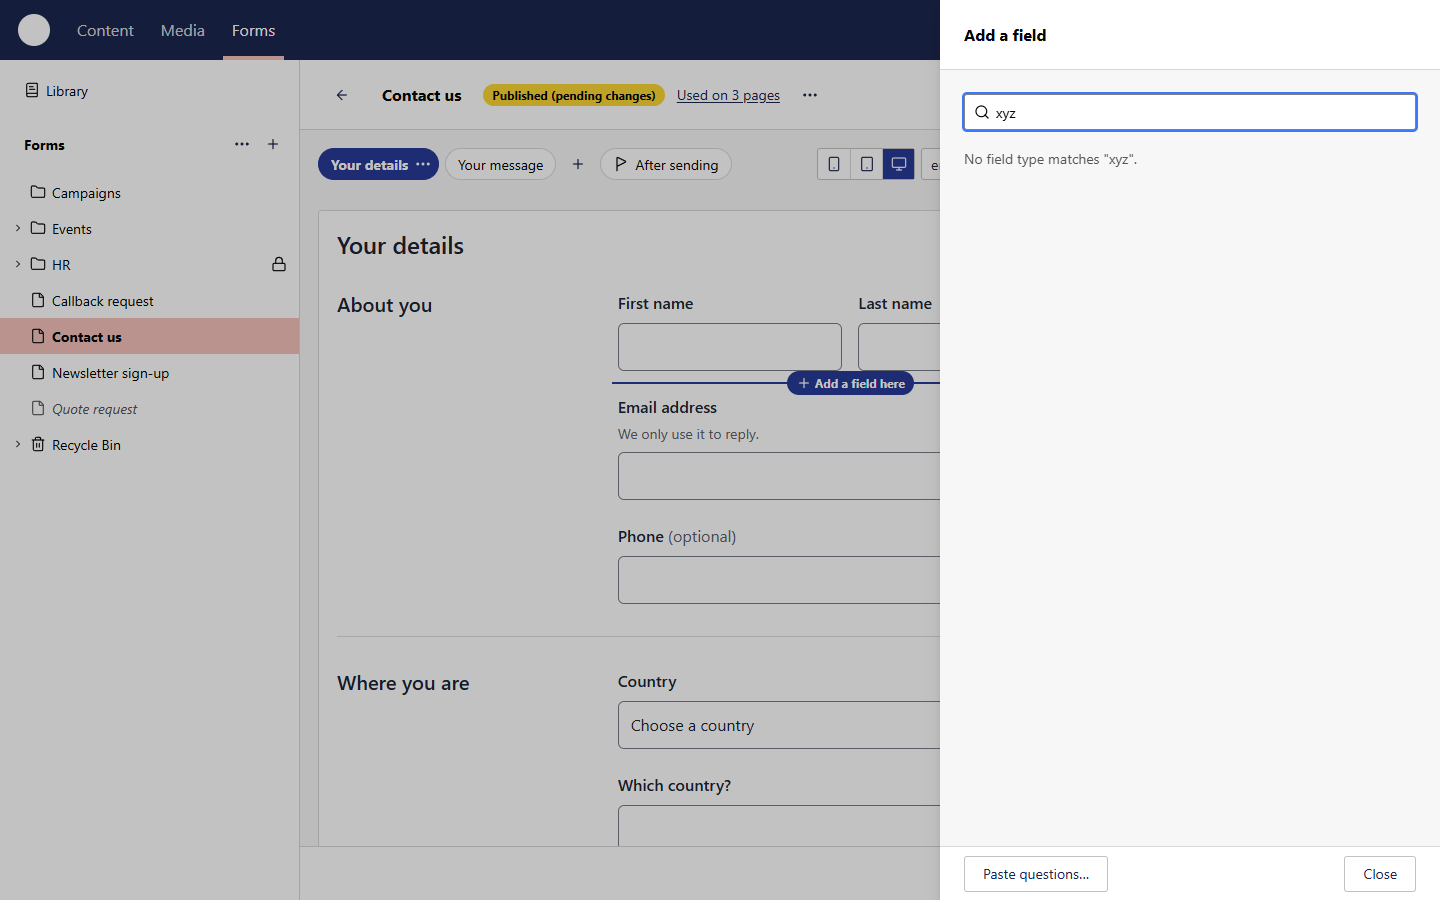 Content Media Forms
Add a field
Library
Contact us
Published (pending changes)
Used on 3 pages
xyz
Forms
Your details
Your message
After sending
No field type matches "xyz".
Campaigns
Events
HR
Callback request
Contact us
Newsletter sign-up
Quote request
Recycle Bin
Your details
About you
First name
Last name
Add a field here
Email address
We only use it to reply.
Phone (optional)
Where you are
Country
Choose a country
Which country?
Paste questions...
Close